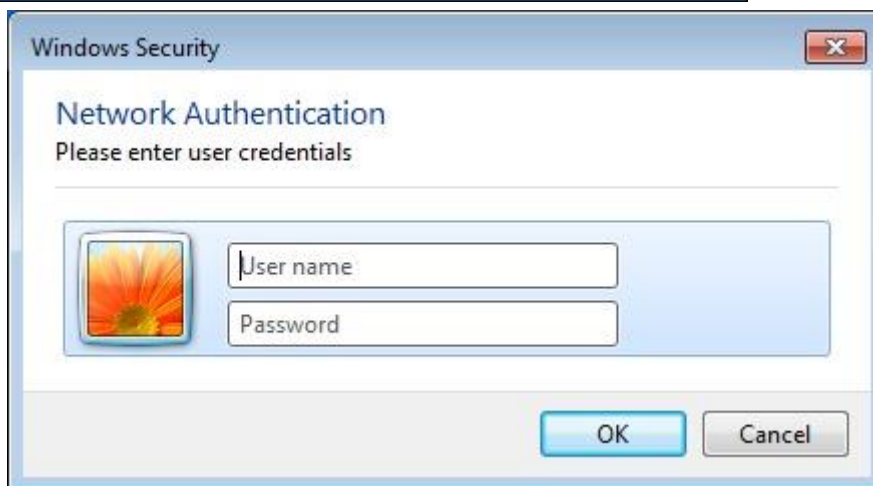 Windows Security
Network Authentication
Please enter user credentials
User name
Password
OK
Cancel